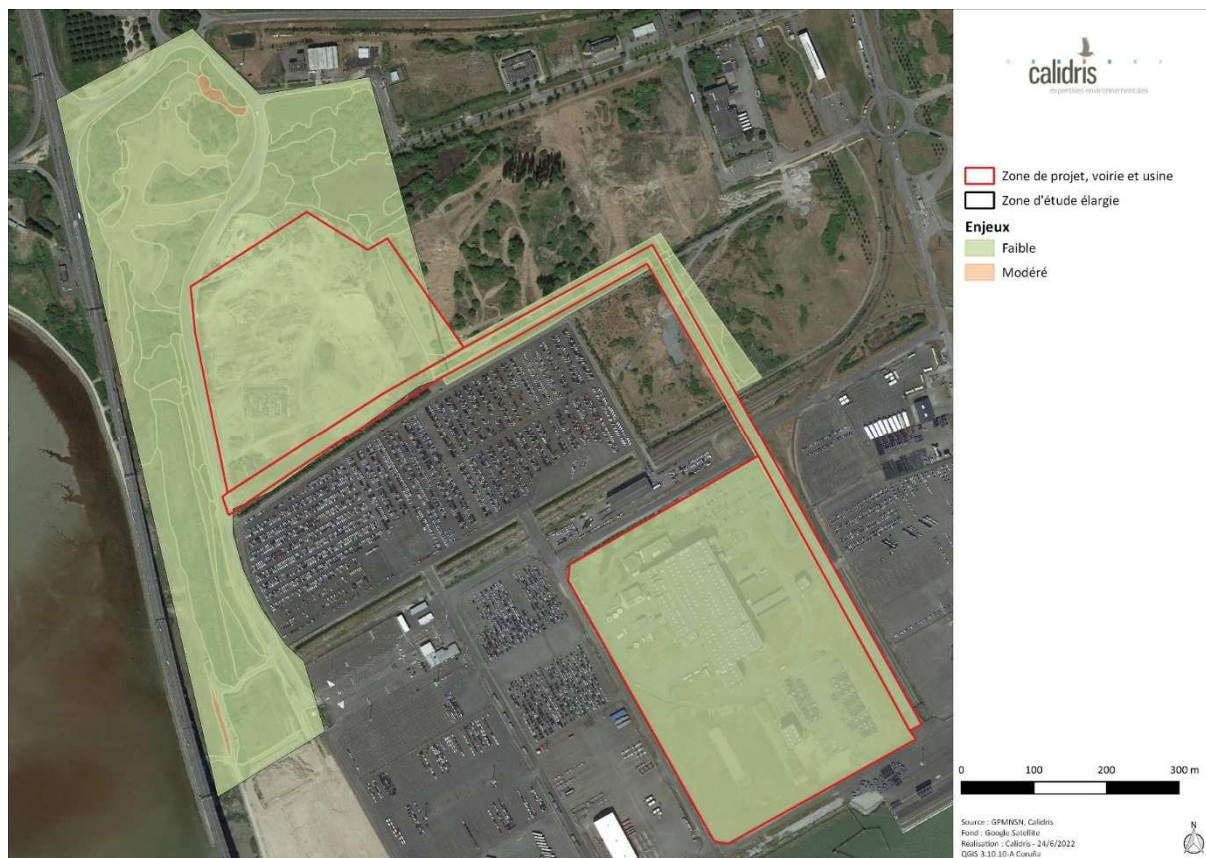 calidris
expertises environnementales
Zone de projet, voirie et usine
Zone d'étude élargie
Enjeux
Faible
Modéré
0 100 200 300 m
Source : GPMNSN, Calidris
Fond : Google Satellite
Réalisation : Calidris - 24/6/2022
QGIS 3.10.10-A Coruña
N